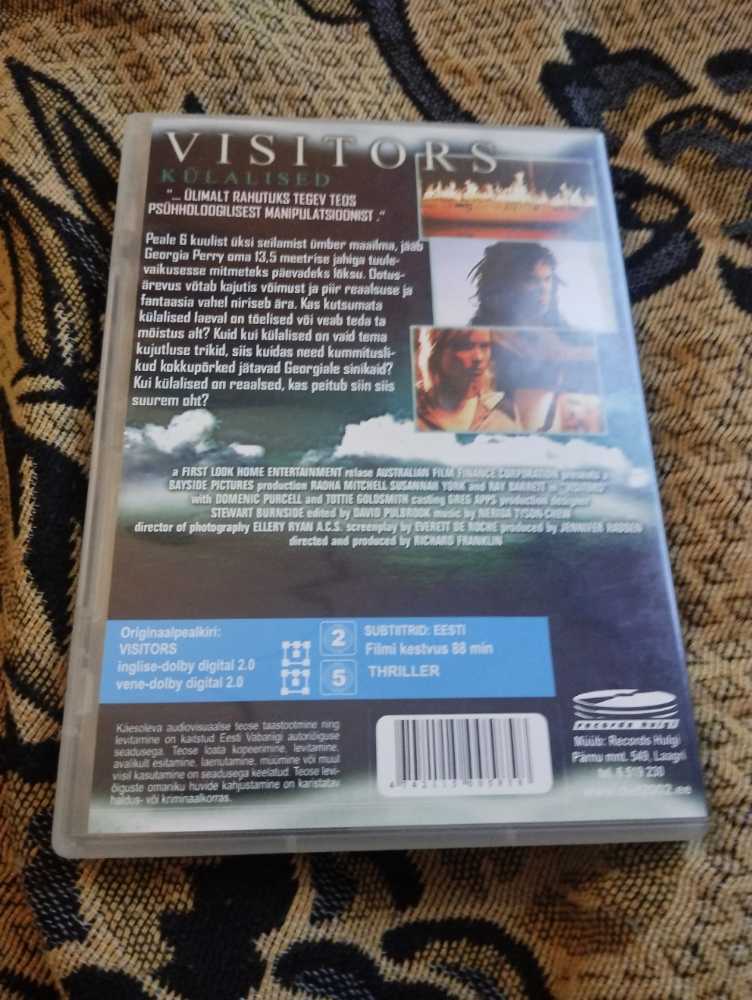 VISITORS
KÜLALISED
"... ÜLIMALT RAHUTUKS TEGEV TEOS
PSÜHHOLOOGILISEST MANIPULATSIOONIST ."
Peale 6 kuulist üksi seilamist ümber maailma, jääb
Georgia Perry oma 13,5 meetrise jahiga tuule-
vaikusesse mitmeteks päevadeks lõksu. Ootus-
ärevus võtab kajutis võimust ja piir reaalsuse ja
fantaasia vahel niriseb ära. Kas kutsumata
külalised laeval on tõelised või veab teda ta
mõistus alt? Kuid kui külalised on vaid tema
kujutluse trikid, siis kuidas need kummitusli-
kud kokkupõrked jätavad Georgiale sinikaid?
Kui külalised on reaalsed, kas peitub siin siis
suurem oht?
a FIRST LOOK HOME ENTERTAINMENT relase AUSTRALIAN FILM FINANCE CORPORATION presents a
BAYSIDE PICTURES production RADHA MITCHELL SUSANNAH YORK and RAY BARRETT in "VISITORS"
with DOMENIC PURCELL and TOTTIE GOLDSMITH casting GREG APPS production designer
STEWART BURNSIDE edited by DAVID PULBROOK music by NERIDA TYSON-CHEW
director of photography ELLERY RYAN A.C.S. screenplay by EVERETT DE ROCHE produced by JENNIFER HADDEN
directed and produced by RICHARD FRANKLIN
Originaalpealkiri:
VISITORS
inglise-dolby digital 2.0
vene-dolby digital 2.0
2
5
SUBTIITRID: EESTI
Filmi kestvus 88 min
THRILLER
Käesoleva audiovisuaalse teose taastootmine ning
levitamine on kaitstud Eesti Vabariigi autoriõiguse
seadusega. Teose loata kopeerimine, levitamine,
avalikult esitamine, laenutamine, müümine või muul
viisil kasutamine on seadusega keelatud. Teose levi-
õiguste omaniku huvide kahjustamine on karistatav
haldus- või kriminaalkorras.
records hulgi
Müüb: Records Hulgi
Pärnu mnt. 549, Laagri
tel. 6 519 230